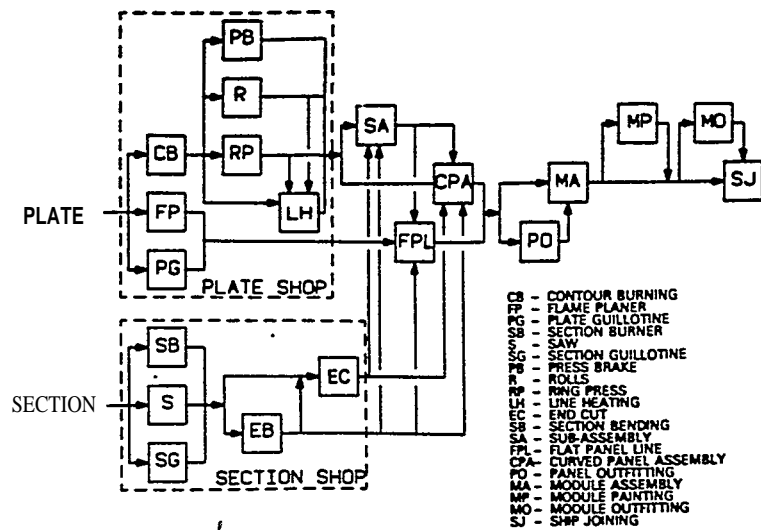 PB
R
RP
CB
LH
PLATE
FP
PG
PLATE SHOP
SA
CPA
FPL
MA
PO
MP
MO
SJ
SB
SECTION
S
SG
EC
EB
SECTION SHOP
CB - CONTOUR BURNING
FP - FLAME PLANER
PG - PLATE GUILLOTINE
SB - SECTION BURNER
S - SAW
SG - SECTION GUILLOTINE
PB - PRESS BRAKE
R - ROLLS
RP - RING PRESS
LH - LINE HEATING
EC - END CUT
SB - SECTION BENDING
SA - SUB-ASSEMBLY
FPL - FLAT PANEL LINE
CPA- CURVED PANEL ASSEMBLY
PO - PANEL OUTFITTING
MA - MODULE ASSEMBLY
MP - MODULE PAINTING
MO - MODULE OUTFITTING
SJ - SHIP JOINING